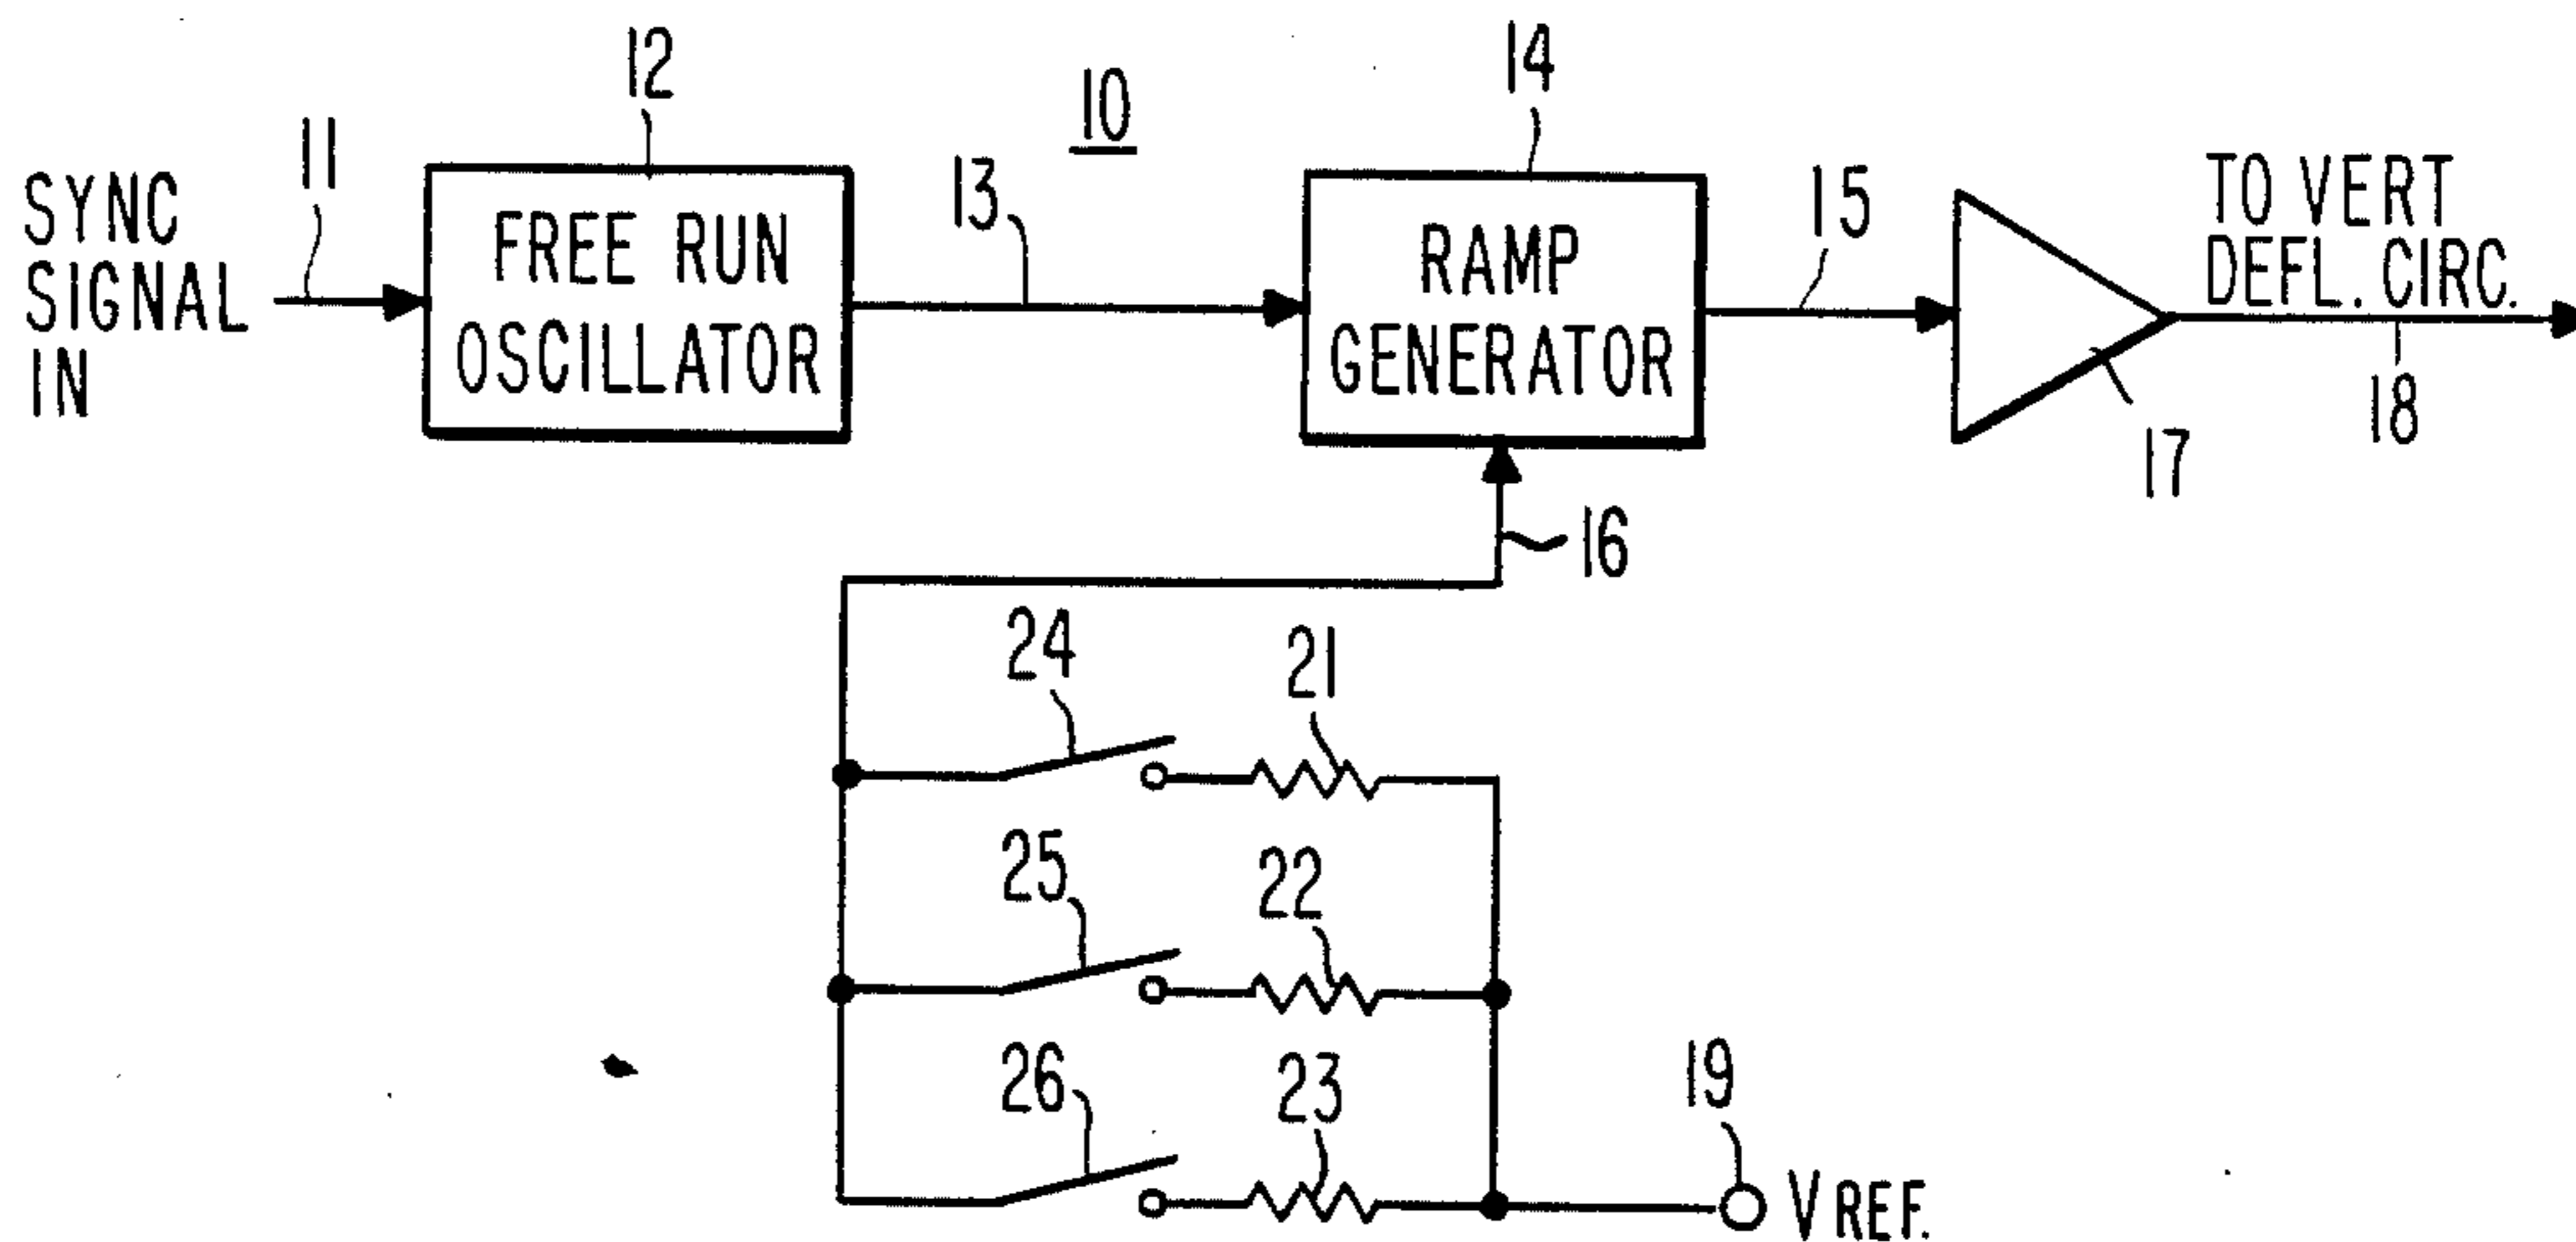 12
14
10
11
13
15
SYNC
SIGNAL
IN
FREE RUN
OSCILLATOR
RAMP
GENERATOR
TO VERT
DEFL. CIRC.
18
17
16
24
21
25
22
26
23
19
VREF.